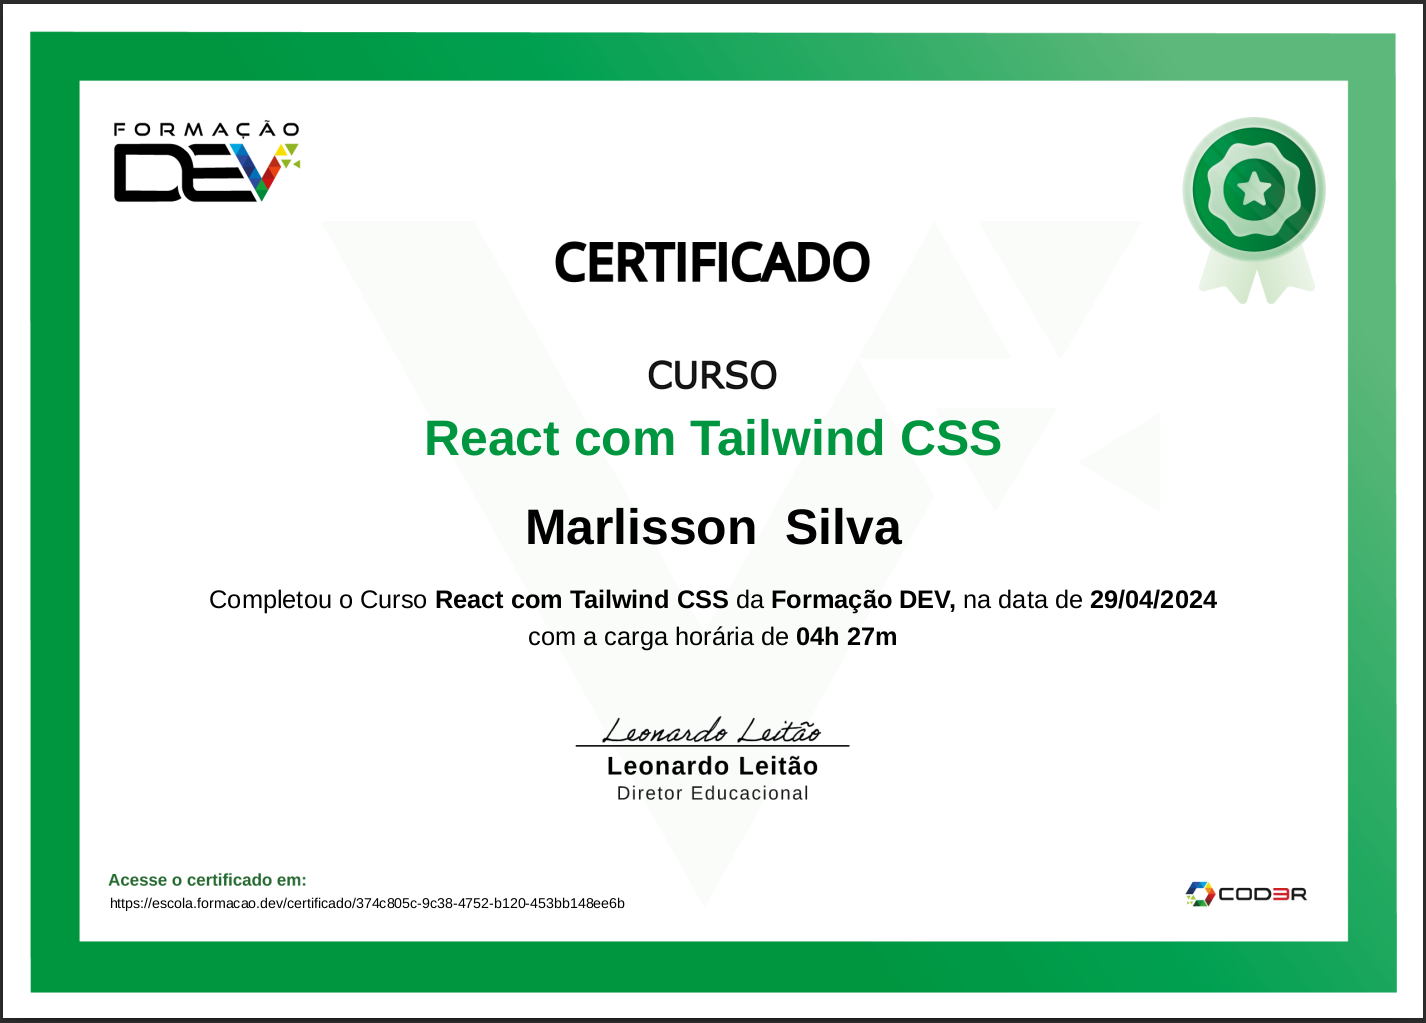 FORMAÇÃO
DEV
CERTIFICADO
CURSO
React com Tailwind CSS
Marlisson  Silva
Completou o Curso React com Tailwind CSS da Formação DEV, na data de 29/04/2024
com a carga horária de 04h 27m
Leonardo Leitão
Leonardo Leitão
Diretor Educacional
Acesse o certificado em:
https://escola.formacao.dev/certificado/374c805c-9c38-4752-b120-453bb148ee6b
COD3R